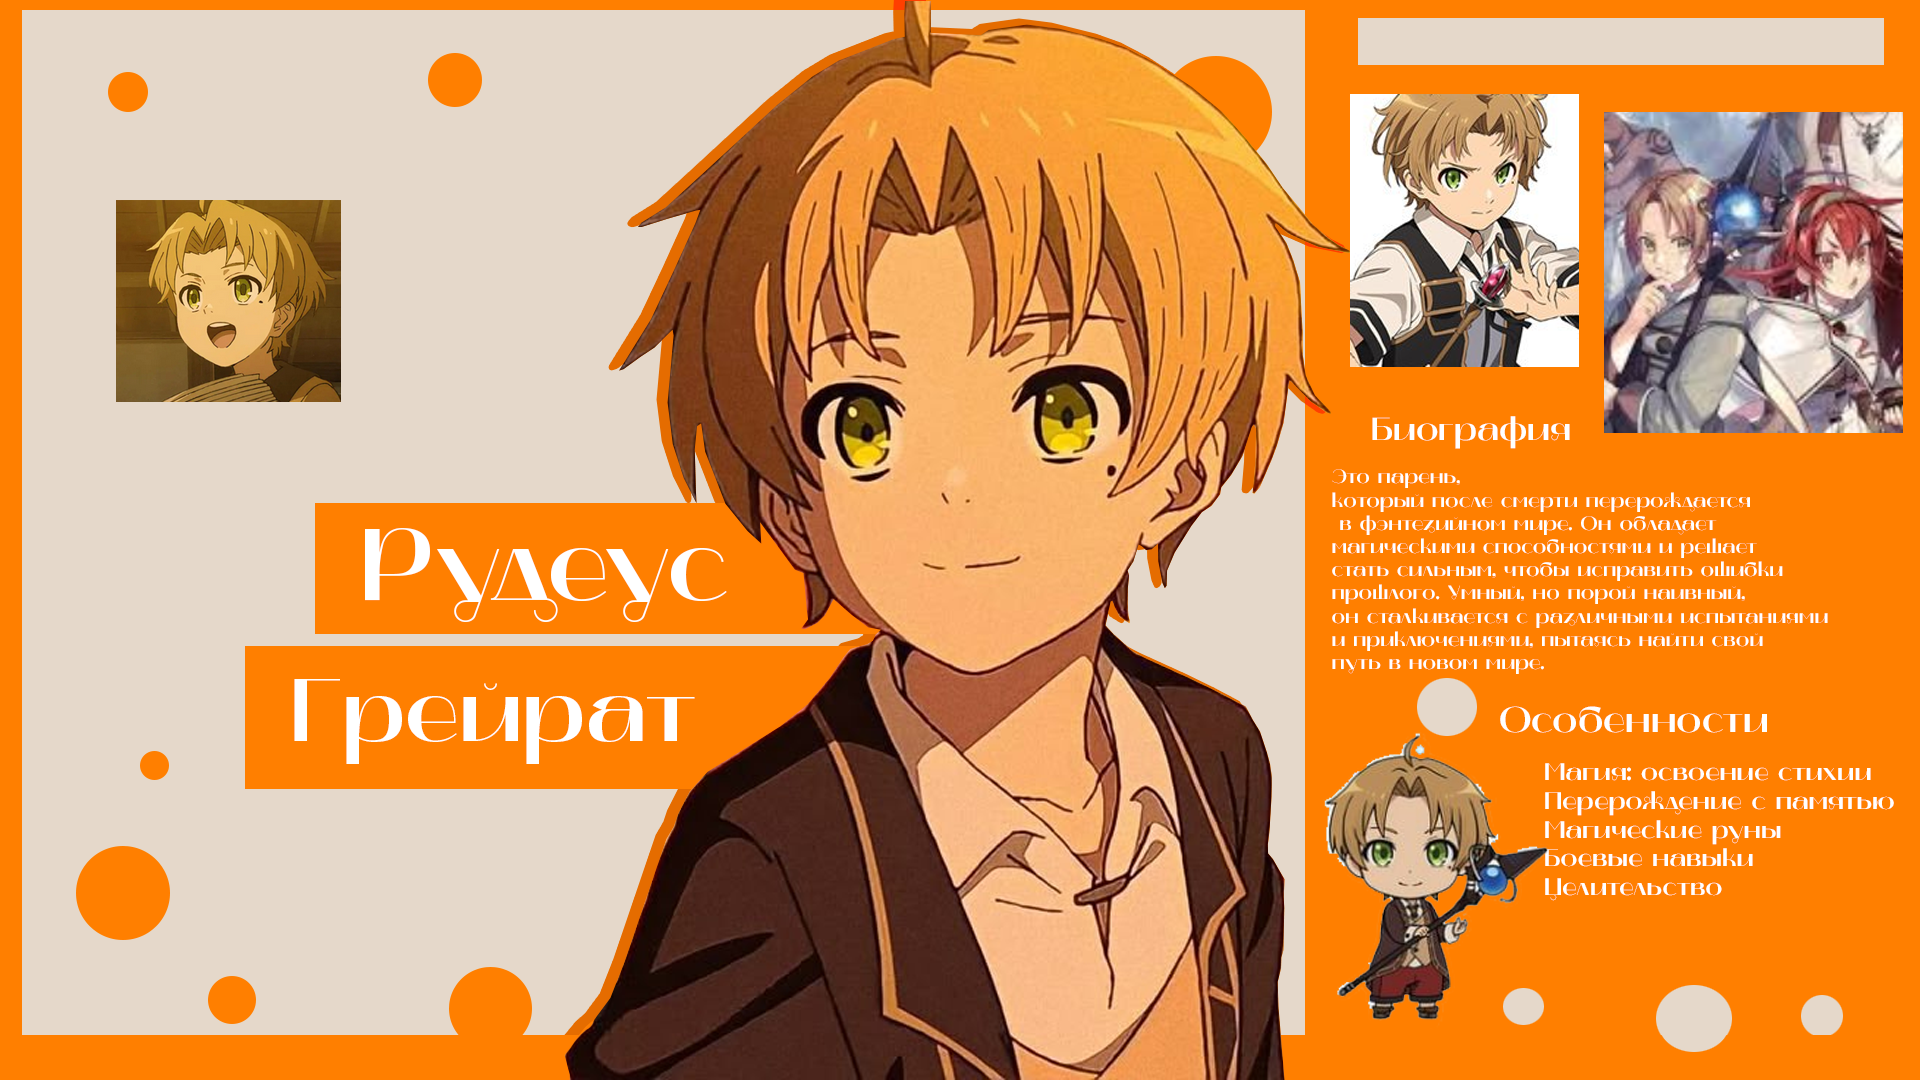 Рудеус
Грейрат
Биография
Это парень,
который после смерти перерождается
в фэнтезийном мире. Он обладает
магическими способностями и решает
стать сильным, чтобы исправить ошибки
прошлого. Умный, но порой наивный,
он сталкивается с различными испытаниями
и приключениями, пытаясь найти свой
путь в новом мире.
Особенности
Магия: освоение стихий
Перерождение с памятью
Магические руны
Боевые навыки
Целительство